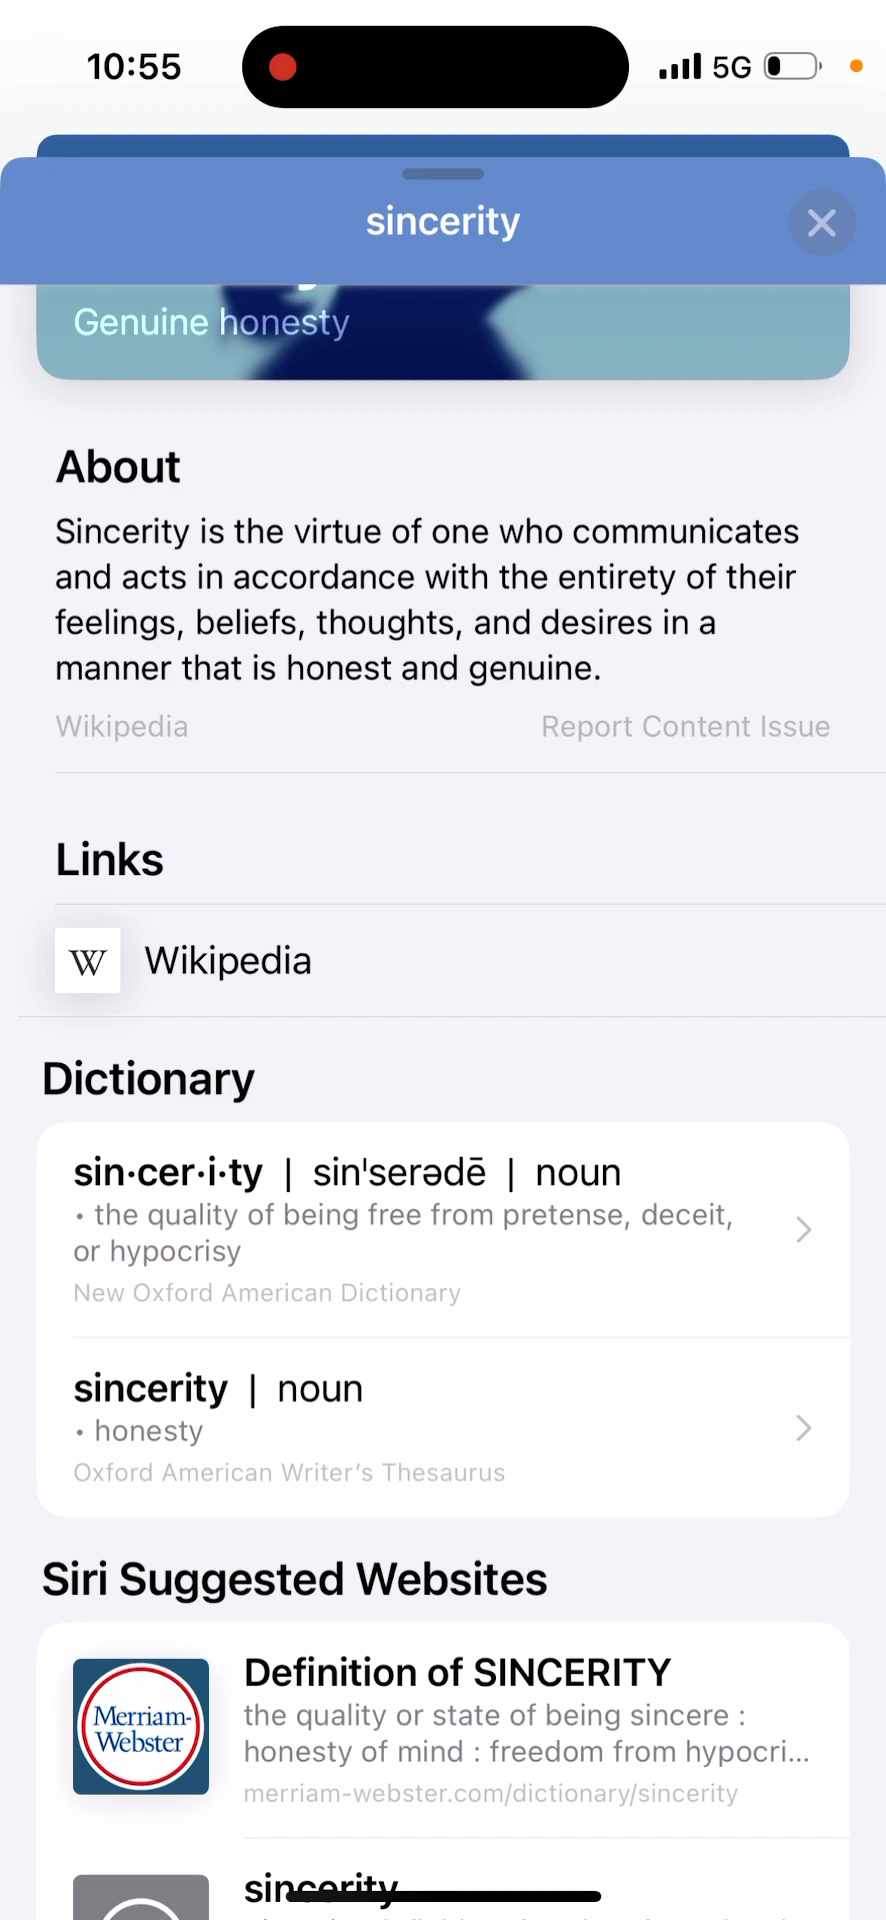 10:55
5G
sincerity
Genuine honesty
About
Sincerity is the virtue of one who communicates
and acts in accordance with the entirety of their
feelings, beliefs, thoughts, and desires in a
manner that is honest and genuine.
Wikipedia Report Content Issue
Links
W Wikipedia
Dictionary
sin·cer·i·ty | sin'serədē | noun
• the quality of being free from pretense, deceit,
or hypocrisy
New Oxford American Dictionary
sincerity | noun
• honesty
Oxford American Writer’s Thesaurus
Siri Suggested Websites
Merriam-
Webster
Definition of SINCERITY
the quality or state of being sincere :
honesty of mind : freedom from hypocri...
merriam-webster.com/dictionary/sincerity
sincerity